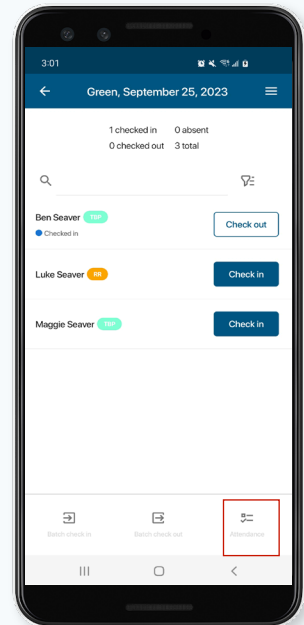 3:01
Green, September 25, 2023
1 checked in 0 absent
0 checked out 3 total
Ben Seaver TBP
Checked in
Check out
Luke Seaver RR
Check in
Maggie Seaver TBP
Check in
Batch check in Batch check out Attendance